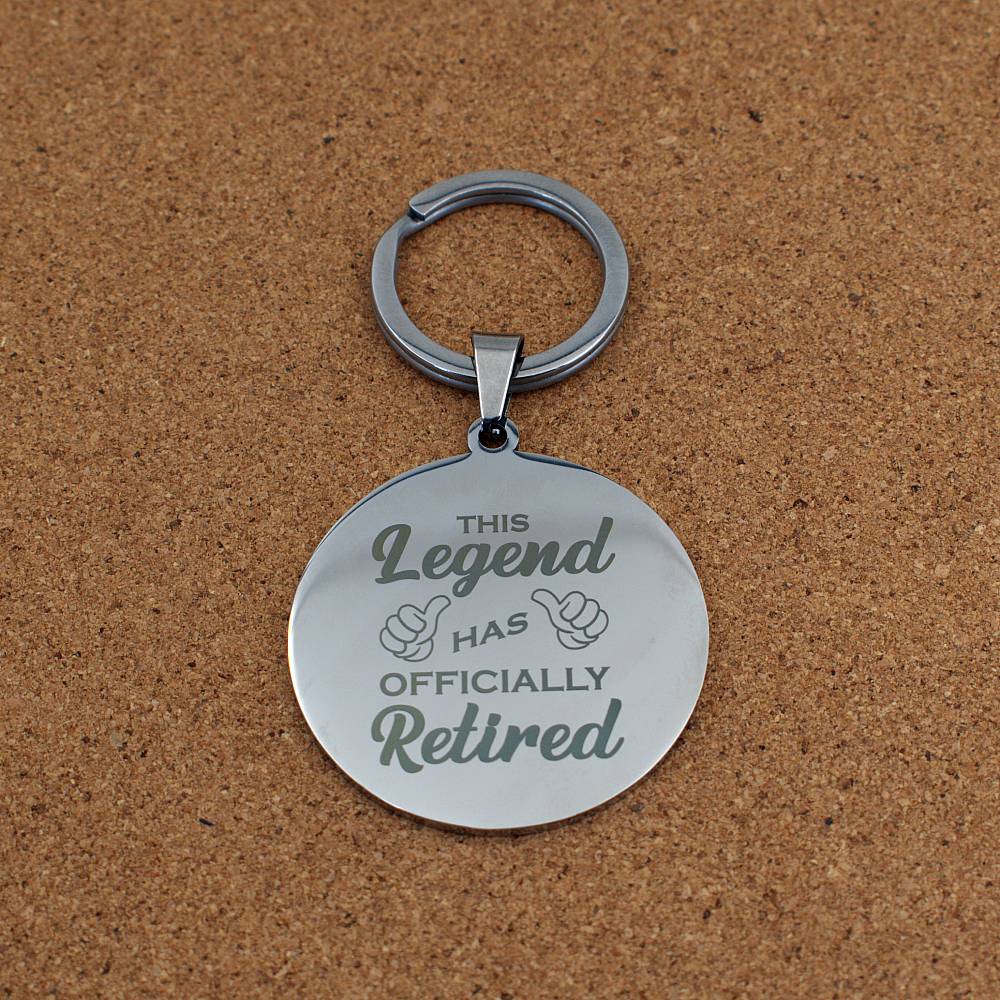 THIS
Legend
HAS
OFFICIALLY
Retired